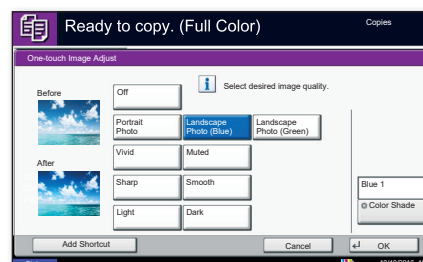 Ready to copy. (Full Color)
Copies
One-touch Image Adjust
Before
Off
Select desired image quality.
Portrait
Photo
Landscape
Photo (Blue)
Landscape
Photo (Green)
Vivid
Muted
After
Sharp
Smooth
Blue 1
Color Shade
Light
Dark
Add Shortcut
Cancel
OK